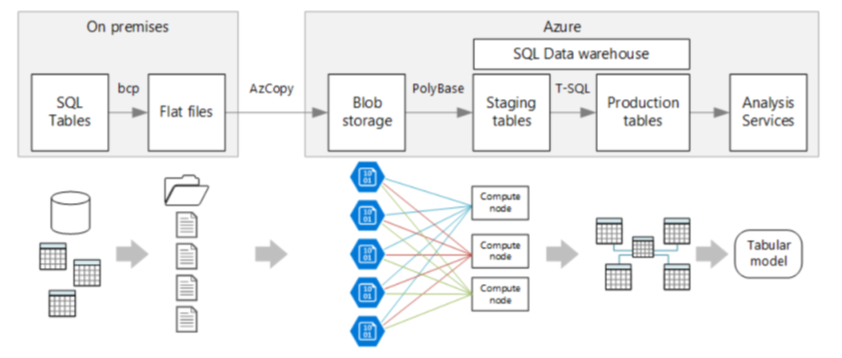 On premises
Azure
SQL Data warehouse
SQL
Tables
bcp
Flat files
AzCopy
Blob
storage
PolyBase
Staging
tables
T-SQL
Production
tables
Analysis
Services
10
01
10
01
10
01
10
01
10
01
Compute
node
Compute
node
Compute
node
Tabular
model